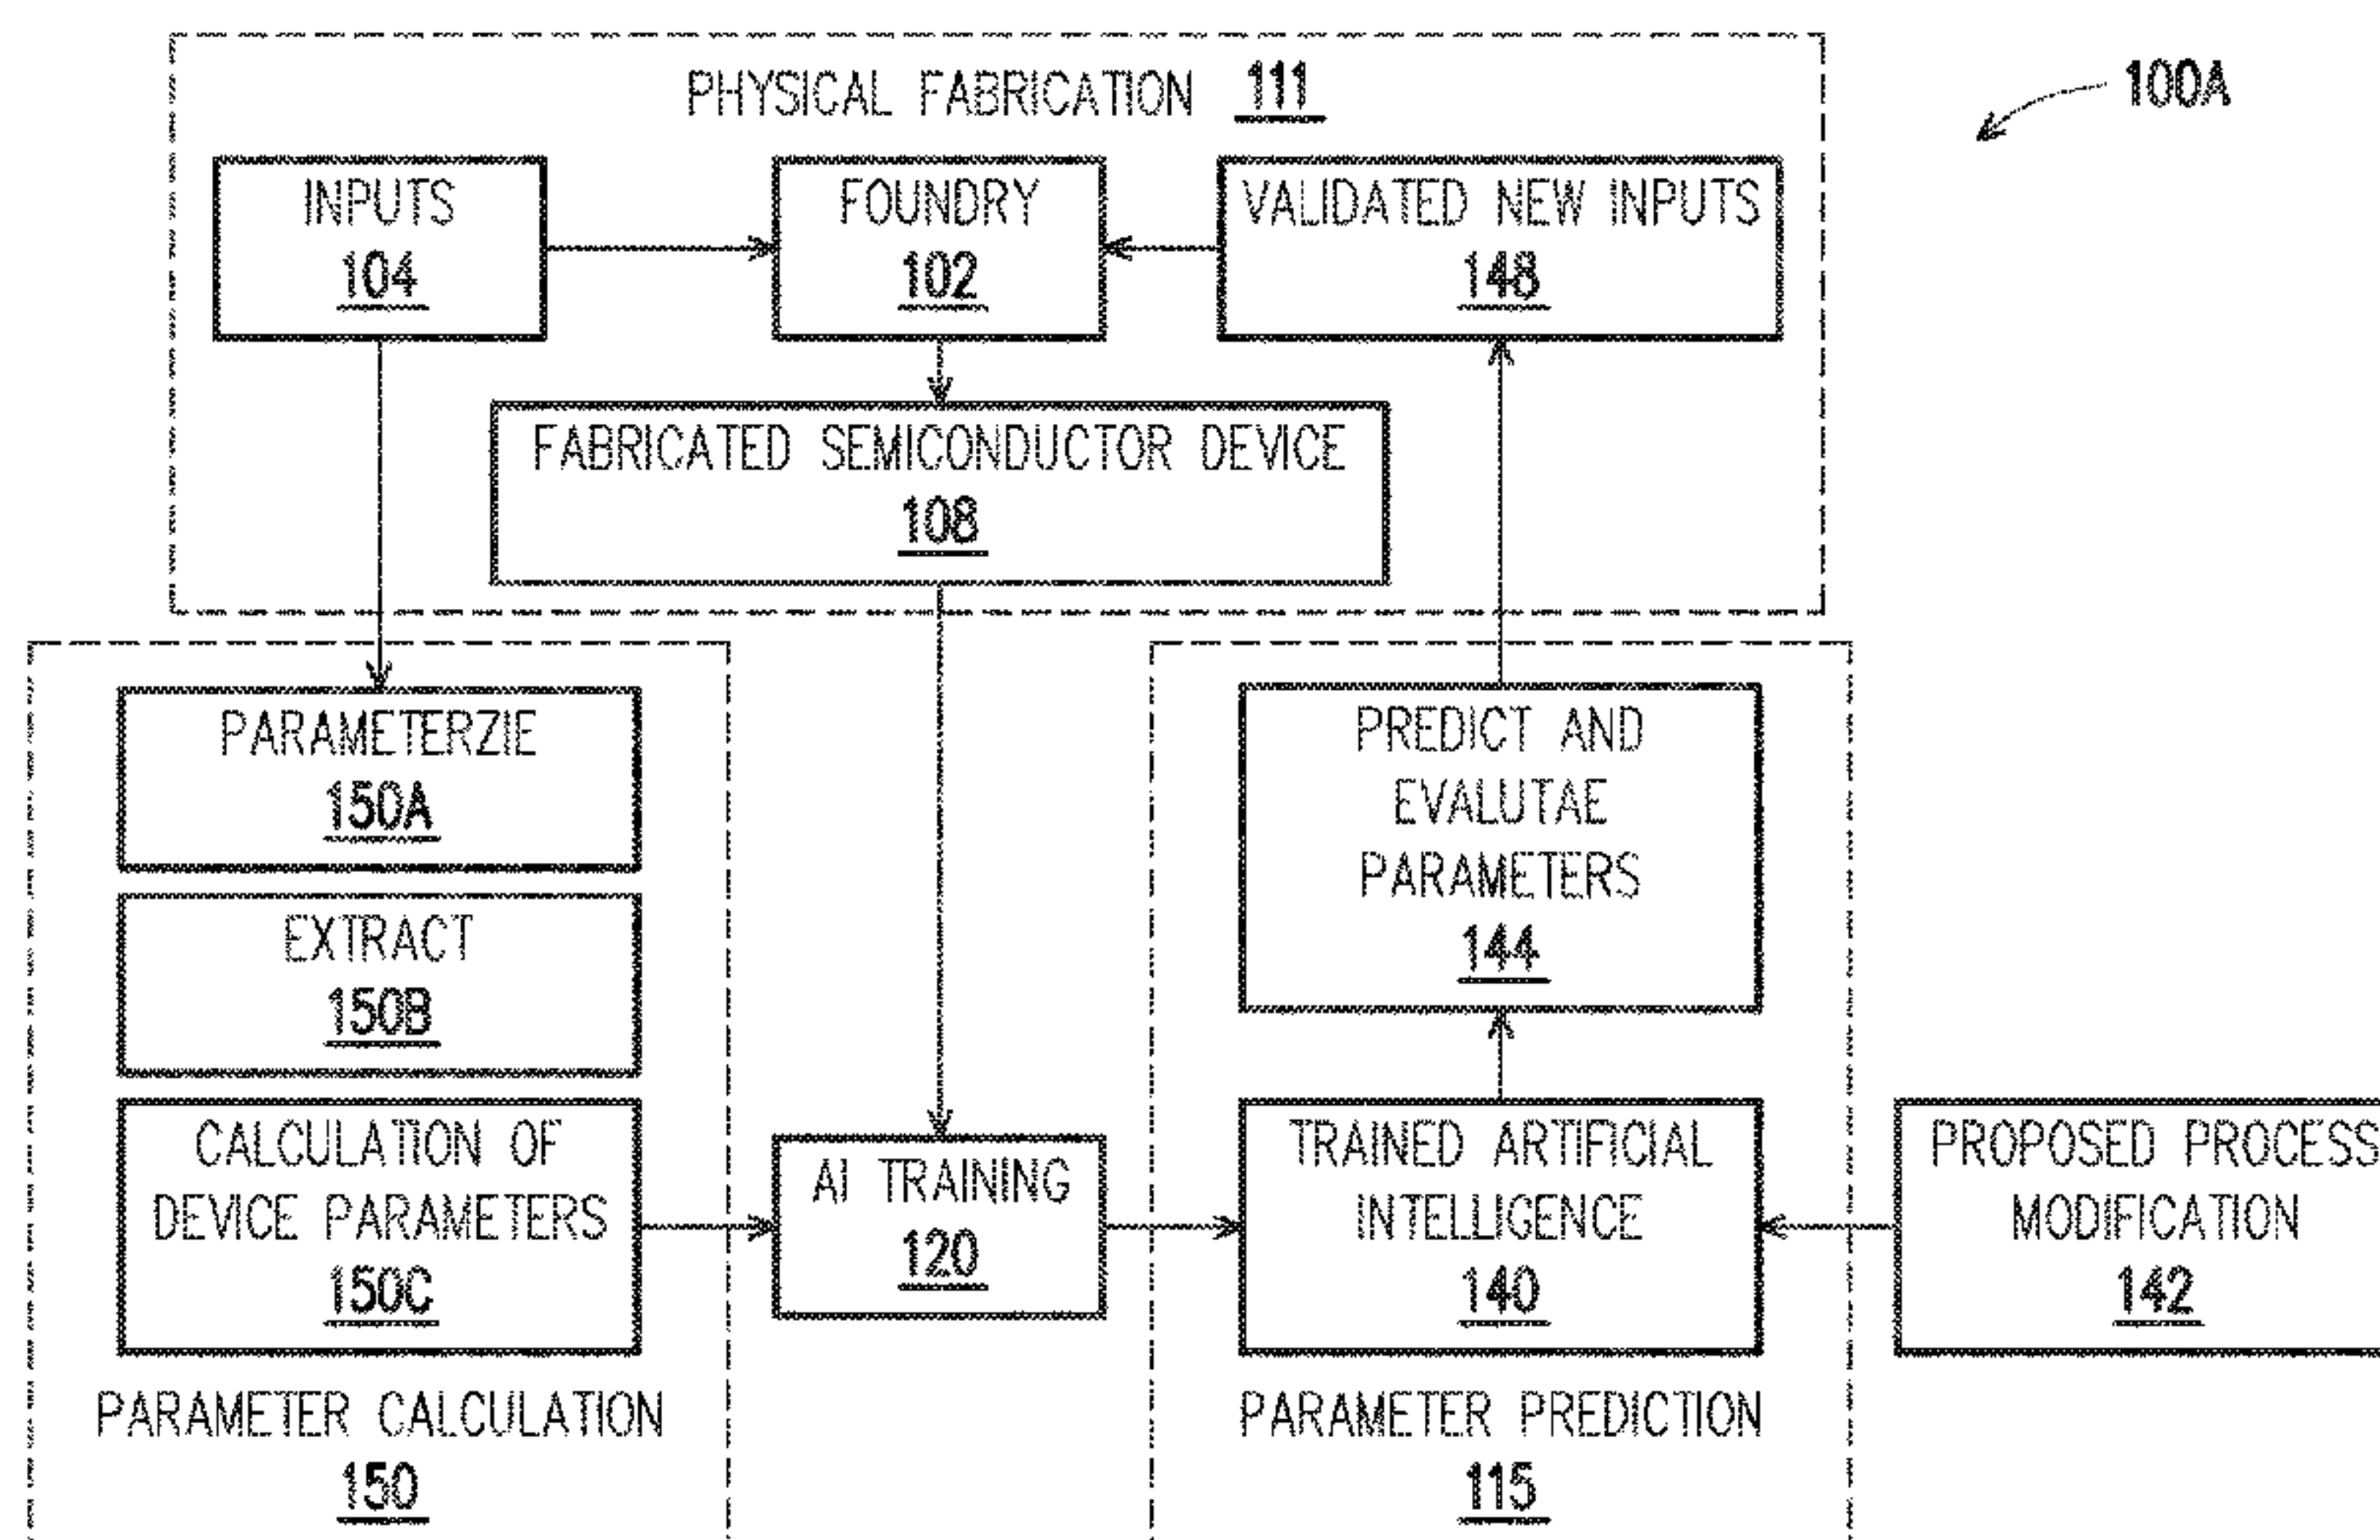 PHYSICAL FABRICATION 111
100A
INPUTS
104
FOUNDRY
102
VALIDATED NEW INPUTS
148
FABRICATED SEMICONDUCTOR DEVICE
108
PARAMETERZIE
150A
EXTRACT
150B
CALCULATION OF
DEVICE PARAMETERS
150C
PARAMETER CALCULATION
150
AI TRAINING
120
PREDICT AND
EVALUTAE
PARAMETERS
144
TRAINED ARTIFICIAL
INTELLIGENCE
140
PARAMETER PREDICTION
115
PROPOSED PROCESS
MODIFICATION
142